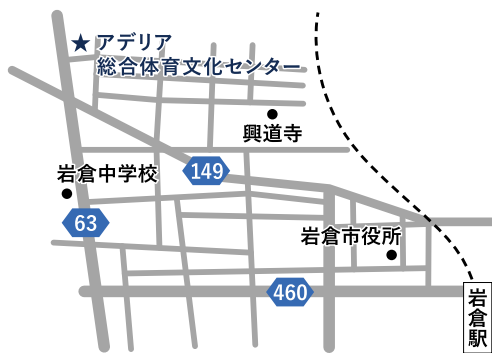 ★ アデリア
総合体育文化センター
興道寺
岩倉中学校
149
63
岩倉市役所
460
岩倉駅